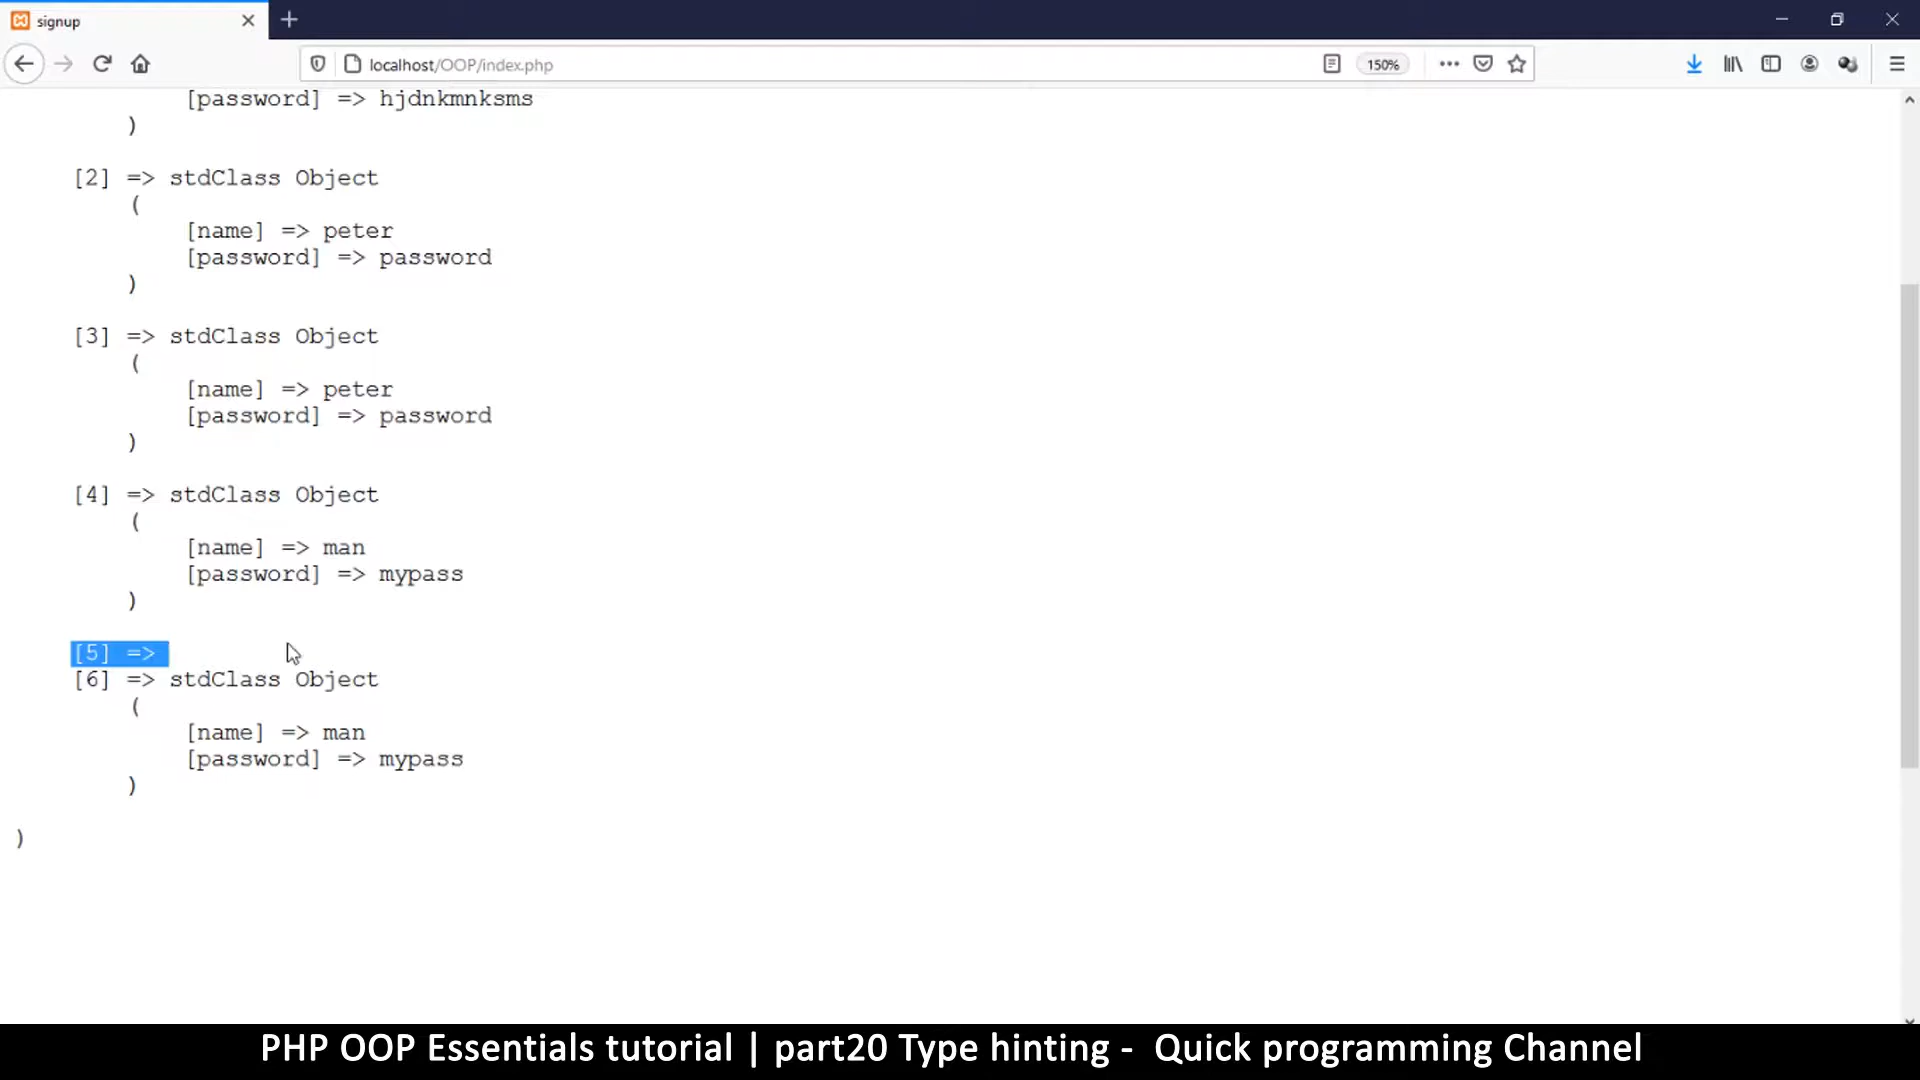 signup
localhost/OOP/index.php
150%
[password] => hjdnkmnksms
)
[2] => stdClass Object
(
[name] => peter
[password] => password
)
[3] => stdClass Object
(
[name] => peter
[password] => password
)
[4] => stdClass Object
(
[name] => man
[password] => mypass
)
[5] =>
[6] => stdClass Object
(
[name] => man
[password] => mypass
)
)
PHP OOP Essentials tutorial | part20 Type hinting - Quick programming Channel